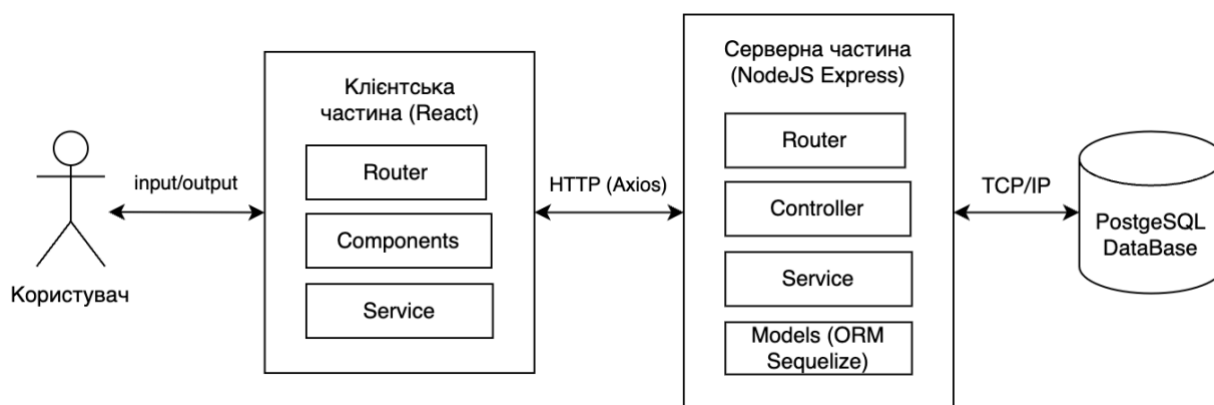 Користувач
input/output
Клієнтська
частина (React)
Router
Components
Service
HTTP (Axios)
Серверна частина
(NodeJS Express)
Router
Controller
Service
Models (ORM
Sequelize)
TCP/IP
PostgeSQL
DataBase